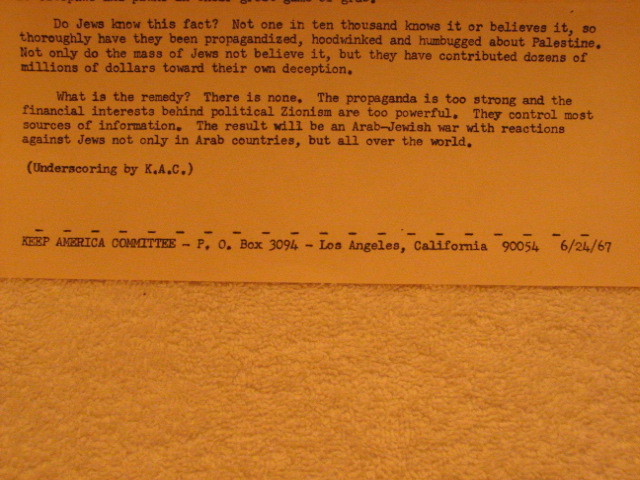 great game to grab.
Do Jews know this fact? Not one in ten thousand knows it or believes it, so
thoroughly have they been propagandized, hoodwinked and humbugged about Palestine.
Not only do the mass of Jews not believe it, but they have contributed dozens of
millions of dollars toward their own deception.
What is the remedy? There is none. The propaganda is too strong and the
financial interests behind political Zionism are too powerful. They control most
sources of information. The result will be an Arab-Jewish war with reactions
against Jews not only in Arab countries, but all over the world.
(Underscoring by K.A.C.)
KEEP AMERICA COMMITTEE - P. O. Box 3094 - Los Angeles, California 90054 6/24/67